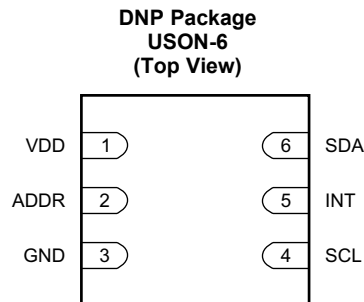 DNP Package
USON-6
(Top View)
VDD 1 6 SDA
ADDR 2 5 INT
GND 3 4 SCL